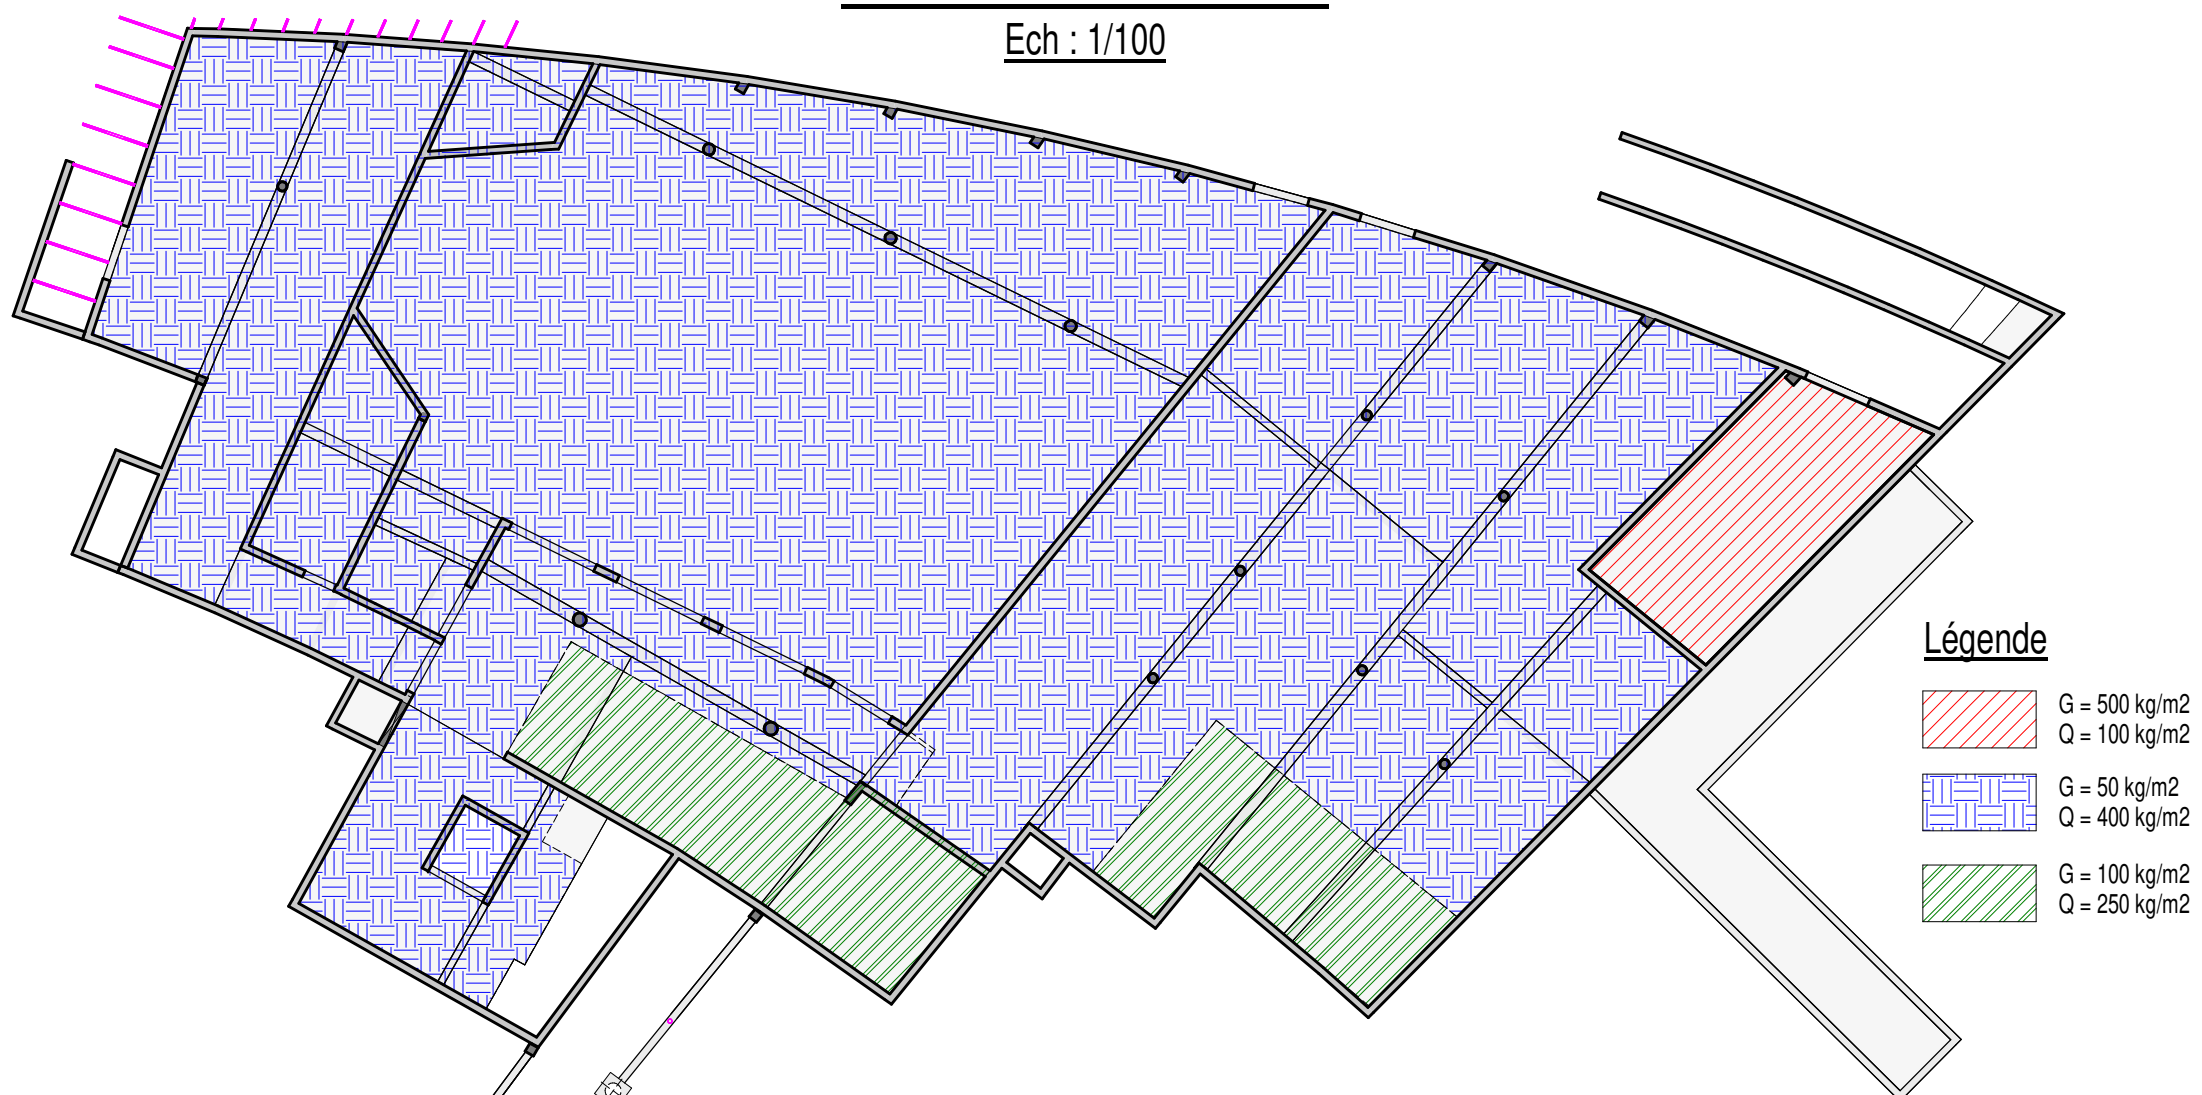 Ech : 1/100
Légende
G = 500 kg/m2
Q = 100 kg/m2
G = 50 kg/m2
Q = 400 kg/m2
G = 100 kg/m2
Q = 250 kg/m2